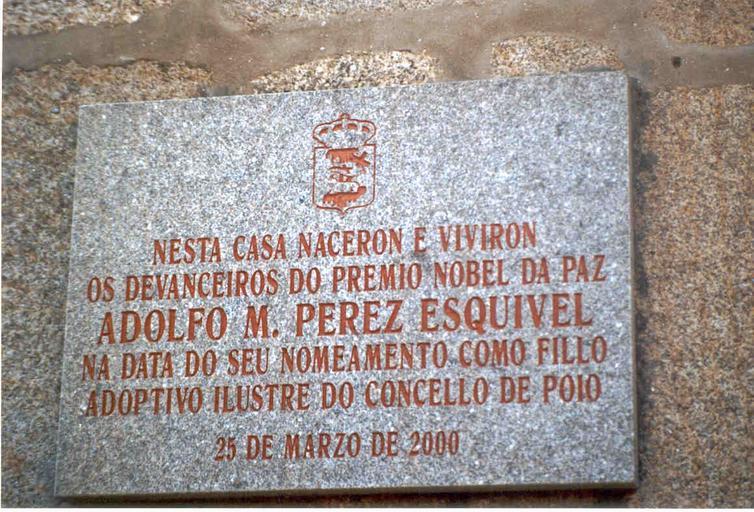 NESTA CASA NACERON E VIVIRON
OS DEVANCEIROS DO PREMIO NOBEL DA PAZ
ADOLFO M. PEREZ ESQUIVEL
NA DATA DO SEU NOMEAMENTO COMO FILLO
ADOPTIVO ILUSTRE DO CONCELLO DE POIO
25 DE MARZO DE 2000